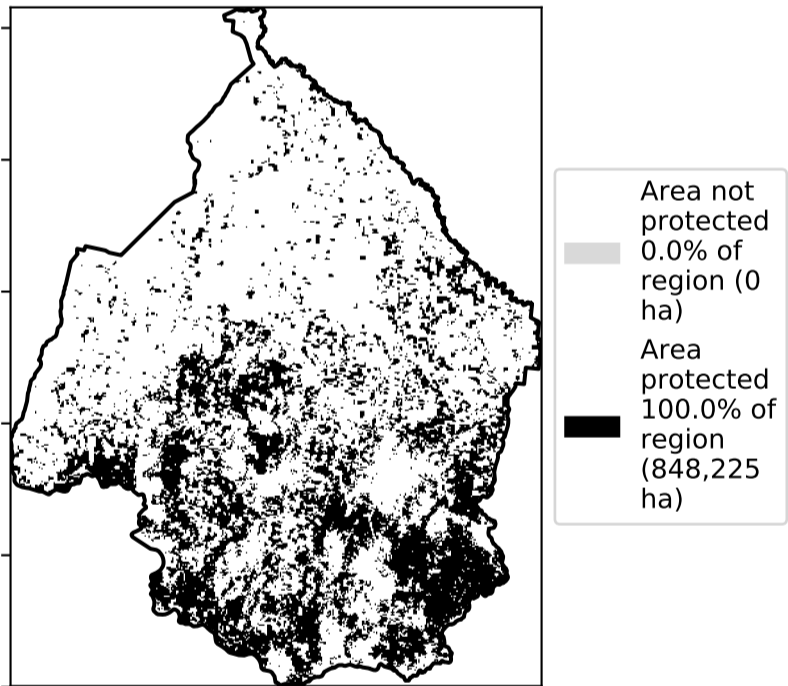 Area not
protected
0.0% of
region (0
ha)
Area
protected
100.0% of
region
(848,225
ha)